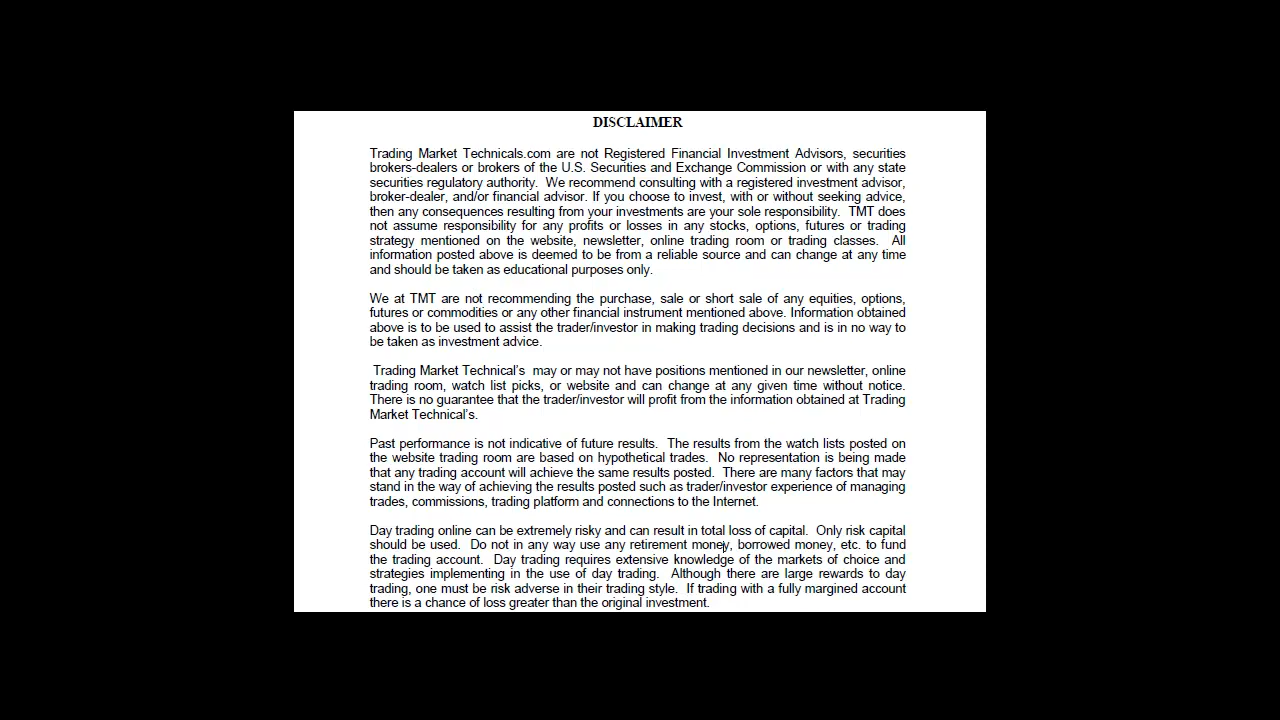 DISCLAIMER
Trading Market Technicals.com are not Registered Financial Investment Advisors, securities
brokers-dealers or brokers of the U.S. Securities and Exchange Commission or with any state
securities regulatory authority.  We recommend consulting with a registered investment advisor,
broker-dealer, and/or financial advisor. If you choose to invest, with or without seeking advice,
then any consequences resulting from your investments are your sole responsibility.  TMT does
not assume responsibility for any profits or losses in any stocks, options, futures or trading
strategy mentioned on the website, newsletter, online trading room or trading classes.  All
information posted above is deemed to be from a reliable source and can change at any time
and should be taken as educational purposes only.
We at TMT are not recommending the purchase, sale or short sale of any equities, options,
futures or commodities or any other financial instrument mentioned above. Information obtained
above is to be used to assist the trader/investor in making trading decisions and is in no way to
be taken as investment advice.
Trading Market Technical’s  may or may not have positions mentioned in our newsletter, online
trading room, watch list picks, or website and can change at any given time without notice.
There is no guarantee that the trader/investor will profit from the information obtained at Trading
Market Technical’s.
Past performance is not indicative of future results.  The results from the watch lists posted on
the website trading room are based on hypothetical trades.  No representation is being made
that any trading account will achieve the same results posted.  There are many factors that may
stand in the way of achieving the results posted such as trader/investor experience of managing
trades, commissions, trading platform and connections to the Internet.
Day trading online can be extremely risky and can result in total loss of capital.  Only risk capital
should be used.  Do not in any way use any retirement money, borrowed money, etc. to fund
the trading account.  Day trading requires extensive knowledge of the markets of choice and
strategies implementing in the use of day trading.  Although there are large rewards to day
trading, one must be risk adverse in their trading style.  If trading with a fully margined account
there is a chance of loss greater than the original investment.